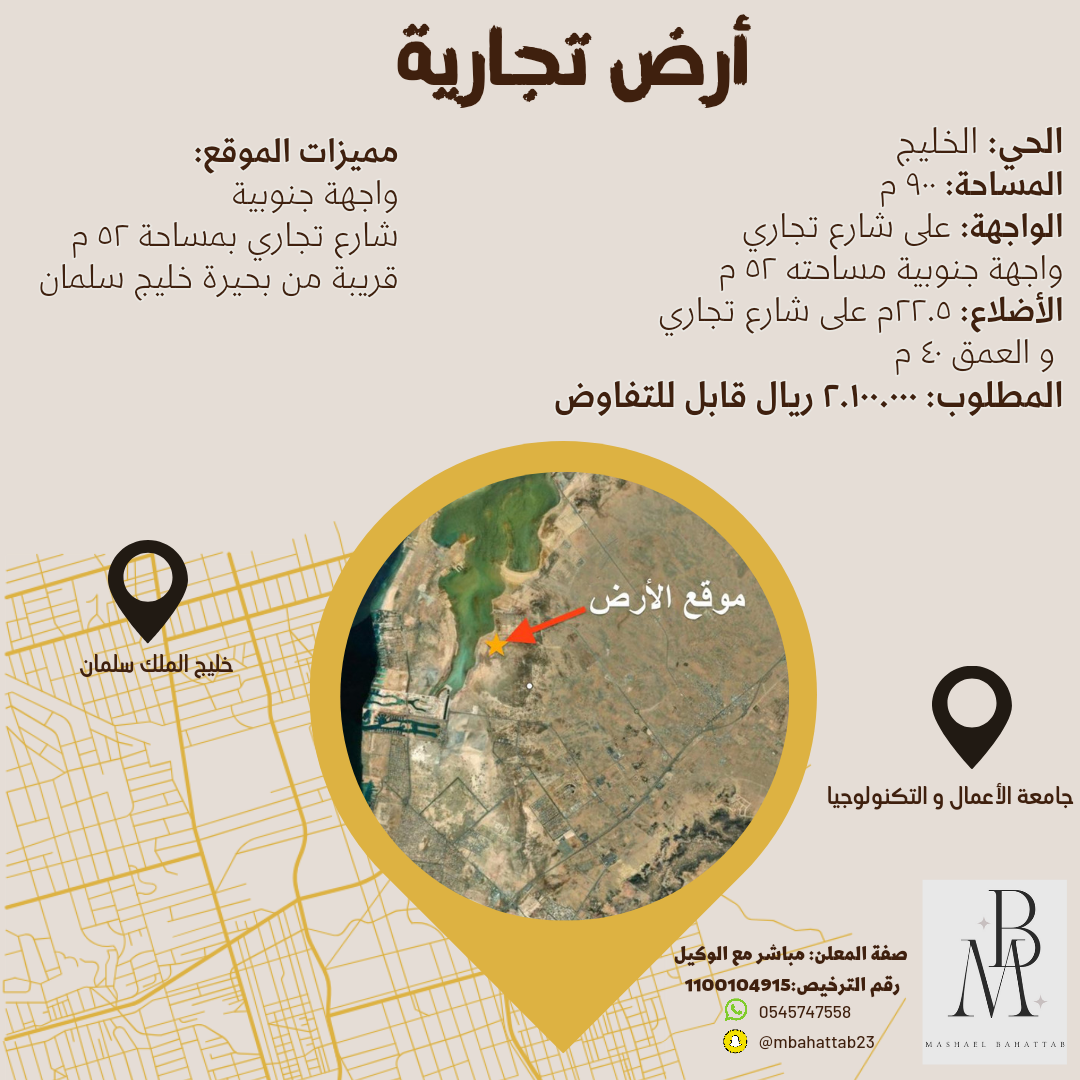 أرض تجارية
الحي: الخليج
المساحة: ٩٠٠ م
الواجهة: على شارع تجاري
واجهة جنوبية مساحته ٥٢ م
الأضلاع: ٢٢.٥م على شارع تجاري
و العمق ٤٠ م
المطلوب: ٢.١٠٠.٠٠٠ ريال قابل للتفاوض
مميزات الموقع:
واجهة جنوبية
شارع تجاري بمساحة ٥٢ م
قريبة من بحيرة خليج سلمان
موقع الأرض
خليج الملك سلمان
جامعة الأعمال و التكنولوجيا
صفة المعلن: مباشر مع الوكيل
رقم الترخيص:1100104915
0545747558
@mbahattab23
BM
MASHAEL BAHATTAB